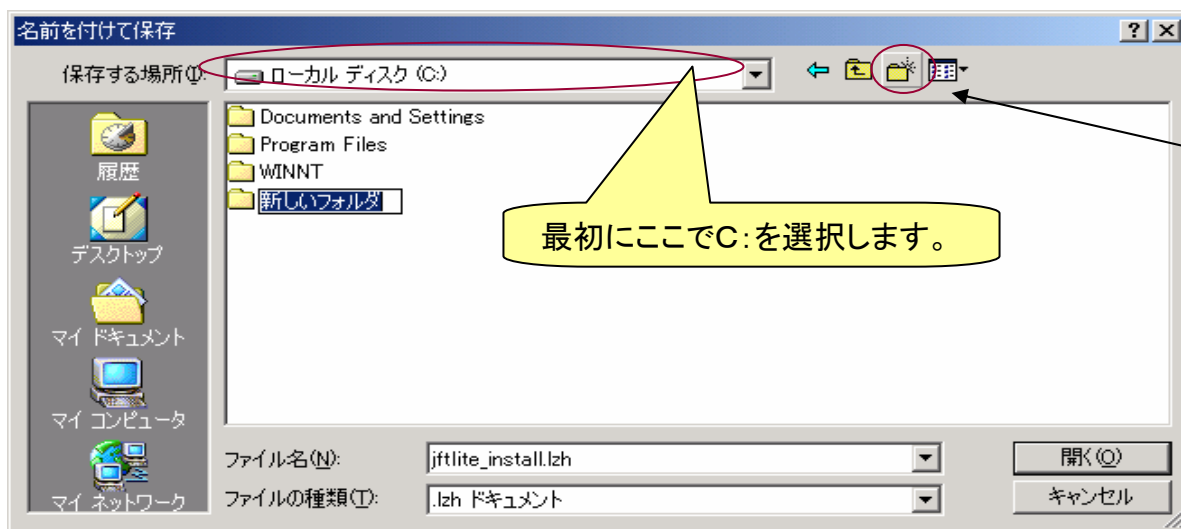 名前を付けて保存
保存する場所(I):
ローカル ディスク (C:)
履歴
デスクトップ
マイ ドキュメント
マイ コンピュータ
マイ ネットワーク
Documents and Settings
Program Files
WINNT
新しいフォルダ
最初にここでC:を選択します。
ファイル名(N):
jftlite_install.lzh
開く(O)
ファイルの種類(T):
.lzh ドキュメント
キャンセル